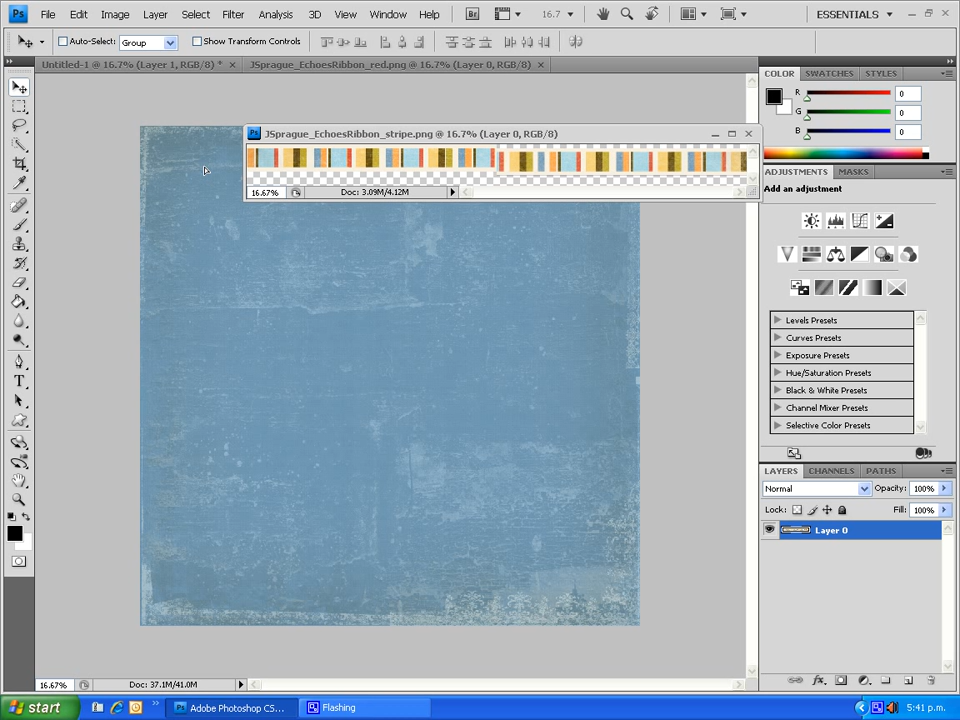 Ps File Edit Image Layer Select Filter Analysis 3D View Window Help Br 16.7 ESSENTIALS
Auto-Select: Group Show Transform Controls
Untitled-1 @ 16.7% (Layer 1, RGB/8) * JSprague_EchoesRibbon_red.png @ 16.7% (Layer 0, RGB/8)
COLOR SWATCHES STYLES
R 0
G 0
B 0
Ps JSprague_EchoesRibbon_stripe.png @ 16.7% (Layer 0, RGB/8)
16.67% Doc: 3.09M/4.12M
ADJUSTMENTS MASKS
Add an adjustment
Levels Presets
Curves Presets
Exposure Presets
Hue/Saturation Presets
Black & White Presets
Channel Mixer Presets
Selective Color Presets
LAYERS CHANNELS PATHS
Normal Opacity: 100%
Lock: Fill: 100%
Layer 0
T
16.67% Doc: 37.1M/41.0M
fx
start Ps Adobe Photoshop CS... Flashing 5:41 p.m.